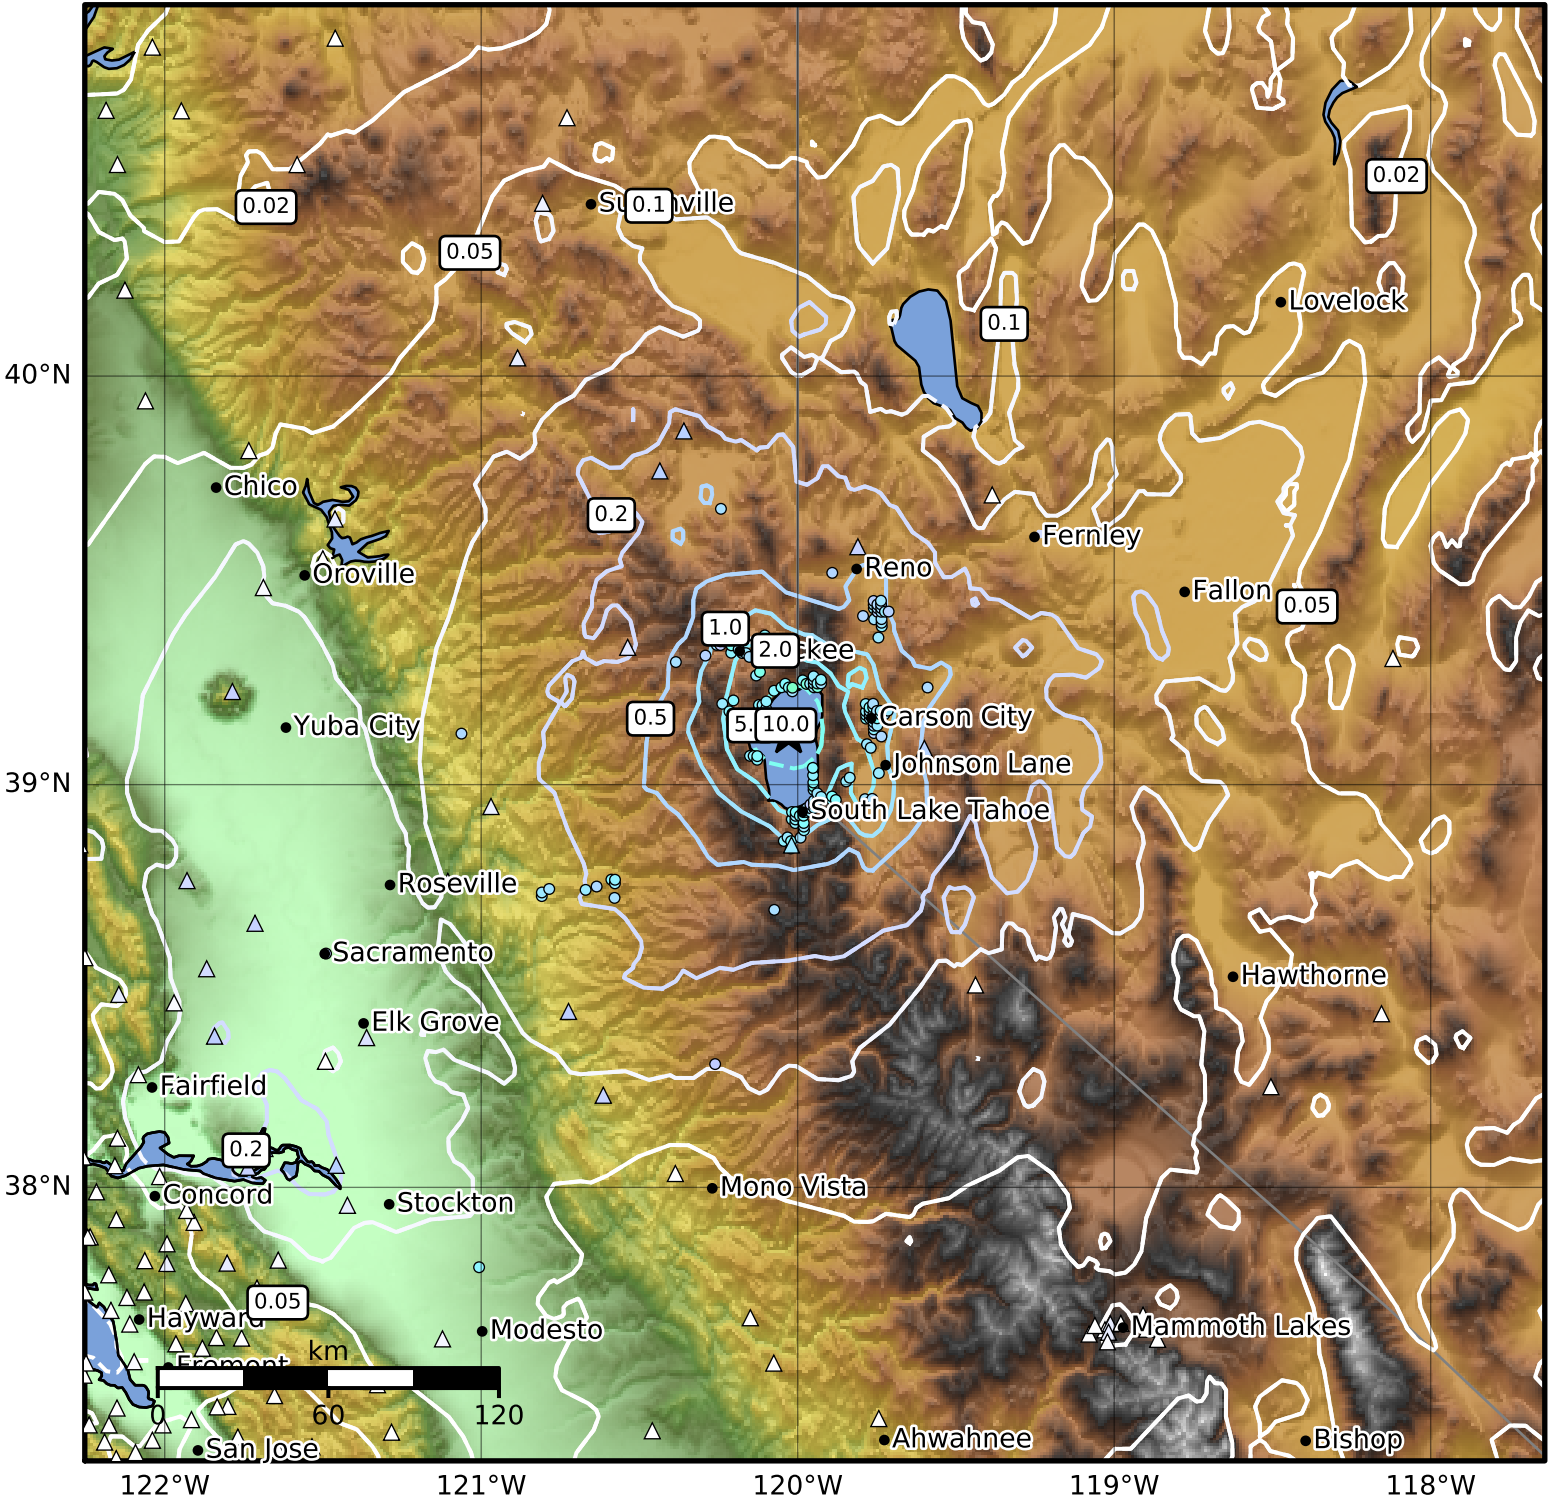 0.02
0.02
0.1
0.05
Lovelock
0.1
40°N
Chico
0.2
Fernley
Reno
Oroville
Fallon
0.05
1.0
2.0
0.5
5.
10.0
Carson City
Yuba City
Johnson Lane
39°N
South Lake Tahoe
Roseville
Sacramento
Hawthorne
Elk Grove
Fairfield
0.2
38°N
Mono Vista
Concord
Stockton
0.05
Hayward
Modesto
Mammoth Lakes
km
Fremont
0 60 120
Ahwahnee
Bishop
San Jose
122°W 121°W 120°W 119°W 118°W